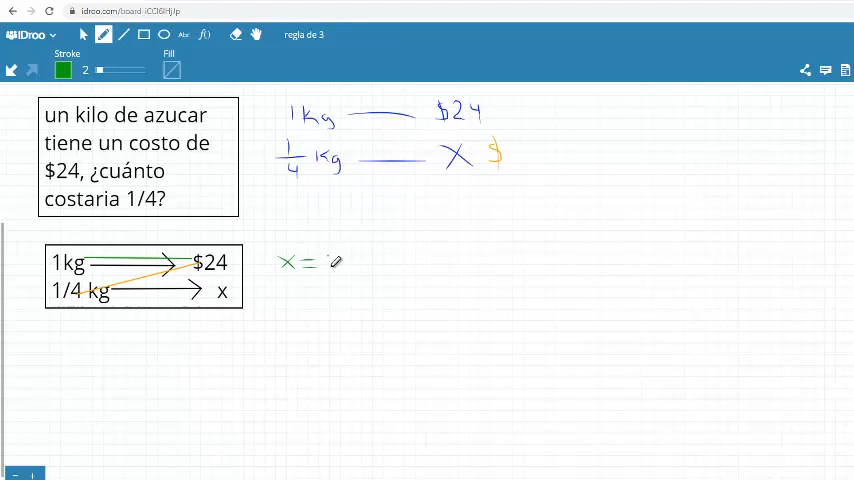 idroo.com/board-iCCl6lHjJp
IDroo
Abc
f()
regla de 3
Stroke
Fill
2
un kilo de azucar
tiene un costo de
$24, ¿cuánto
costaria 1/4?
1kg $24
1/4 kg X $
1kg $24
1/4 kg x
x =